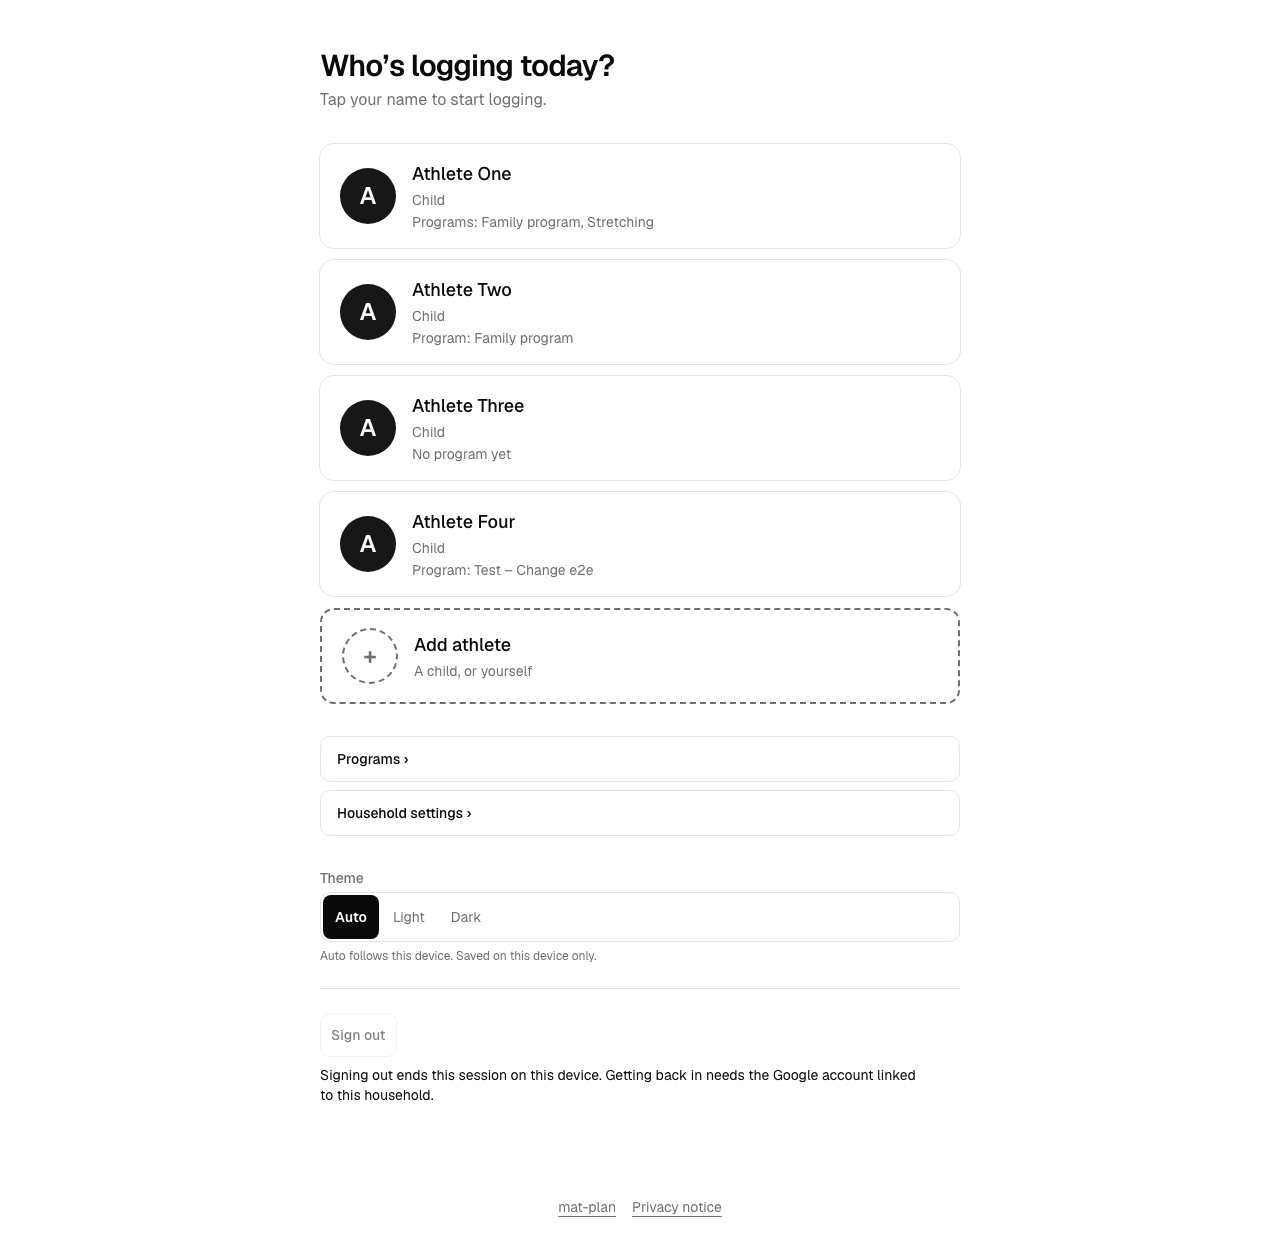 Who’s logging today?
Tap your name to start logging.
A
Athlete One
Child
Programs: Family program, Stretching
A
Athlete Two
Child
Program: Family program
A
Athlete Three
Child
No program yet
A
Athlete Four
Child
Program: Test – Change e2e
+
Add athlete
A child, or yourself
Programs ›
Household settings ›
Theme
Auto Light Dark
Auto follows this device. Saved on this device only.
Sign out
Signing out ends this session on this device. Getting back in needs the Google account linked
to this household.
mat-plan Privacy notice